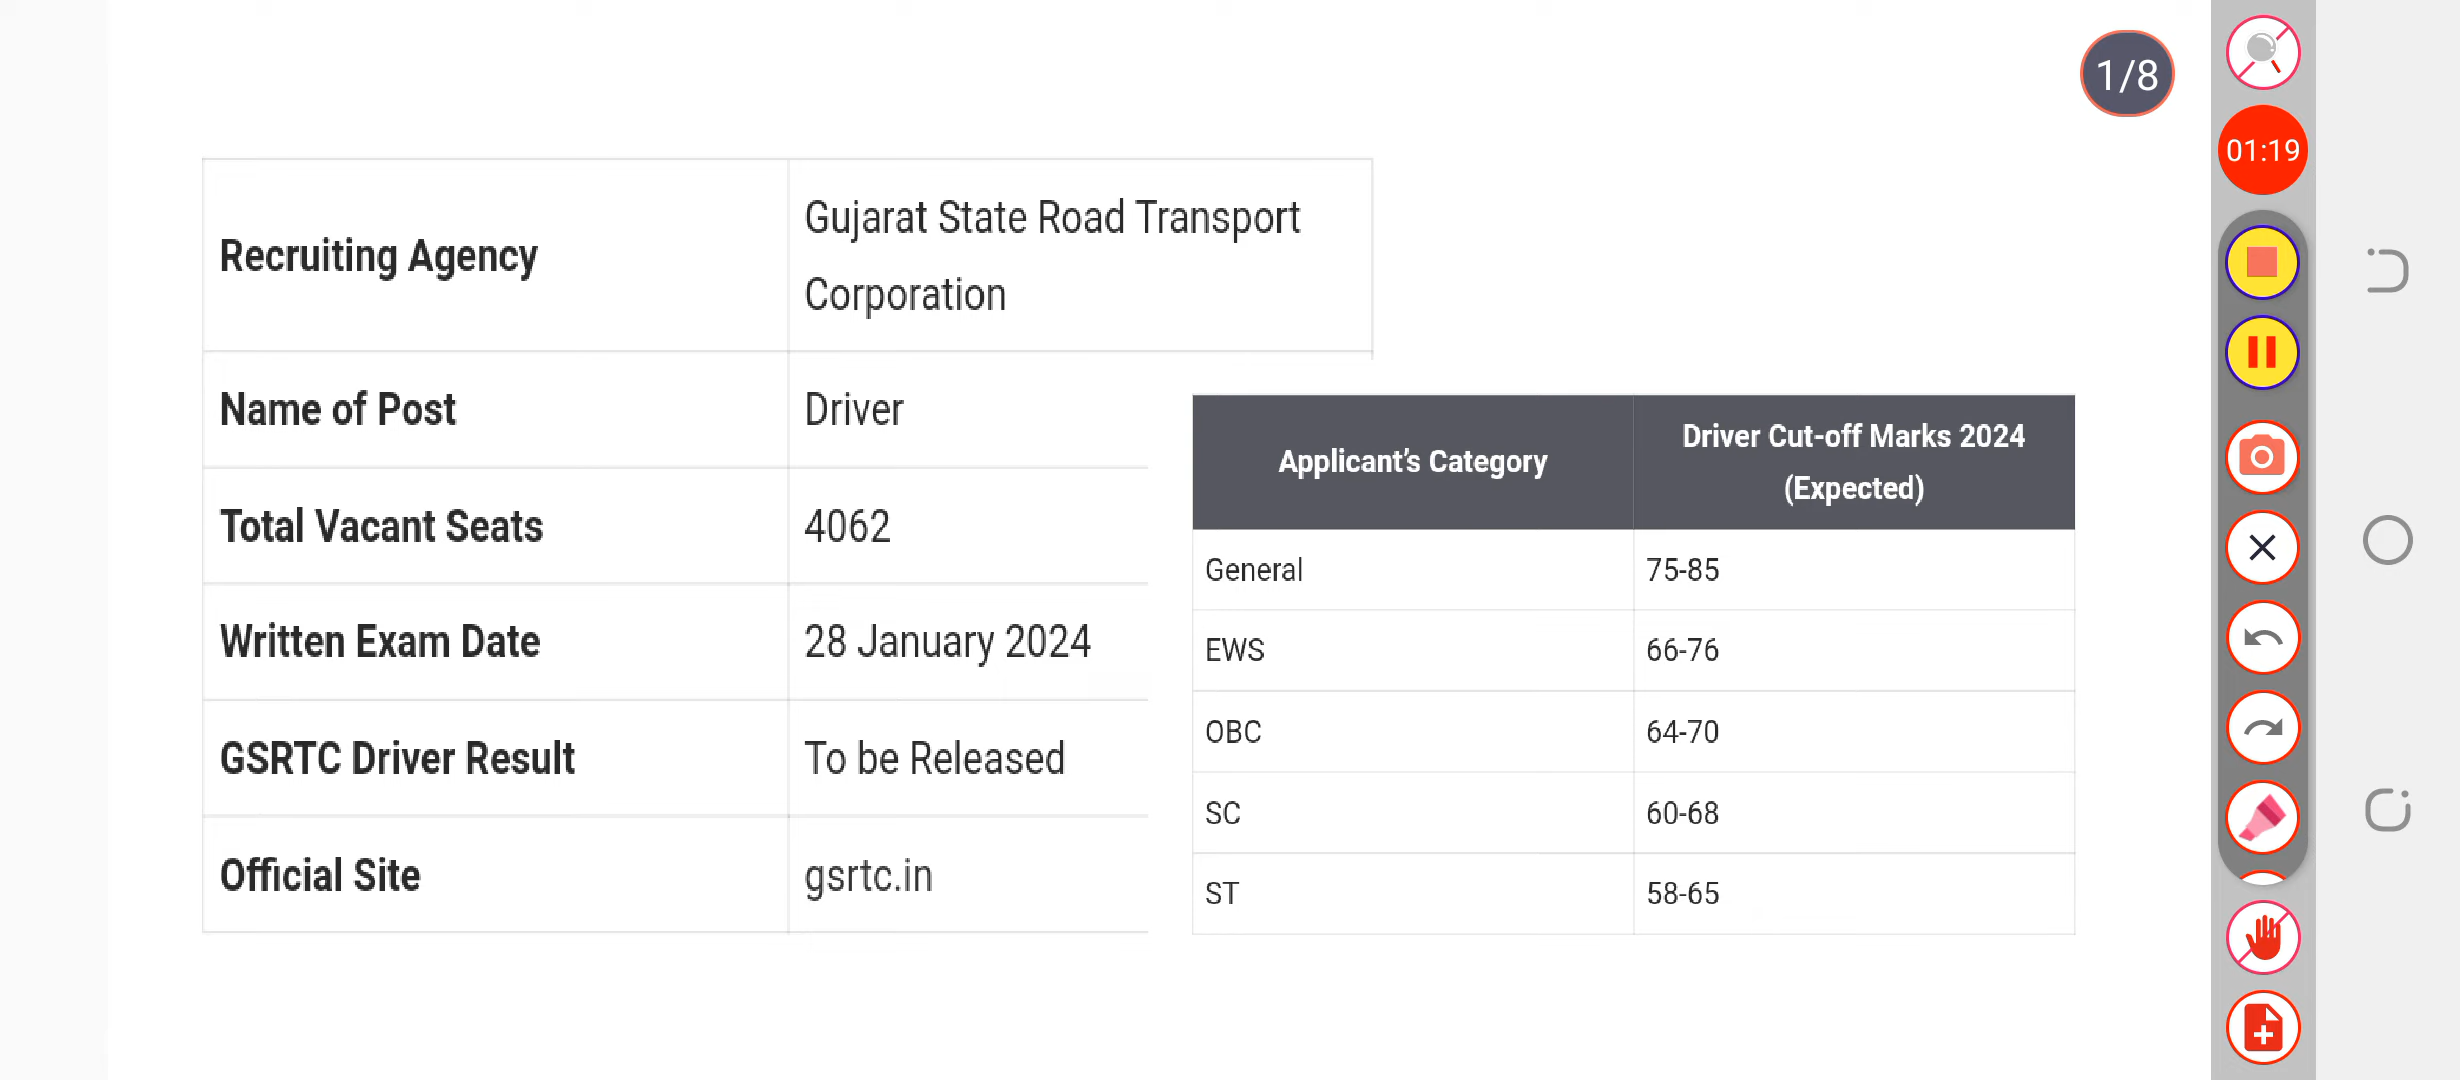 1/8
01:19
Recruiting Agency
Gujarat State Road Transport
Corporation
Name of Post
Driver
Total Vacant Seats
4062
Written Exam Date
28 January 2024
GSRTC Driver Result
To be Released
Official Site
gsrtc.in
Applicant’s Category
Driver Cut-off Marks 2024
(Expected)
General
75-85
EWS
66-76
OBC
64-70
SC
60-68
ST
58-65